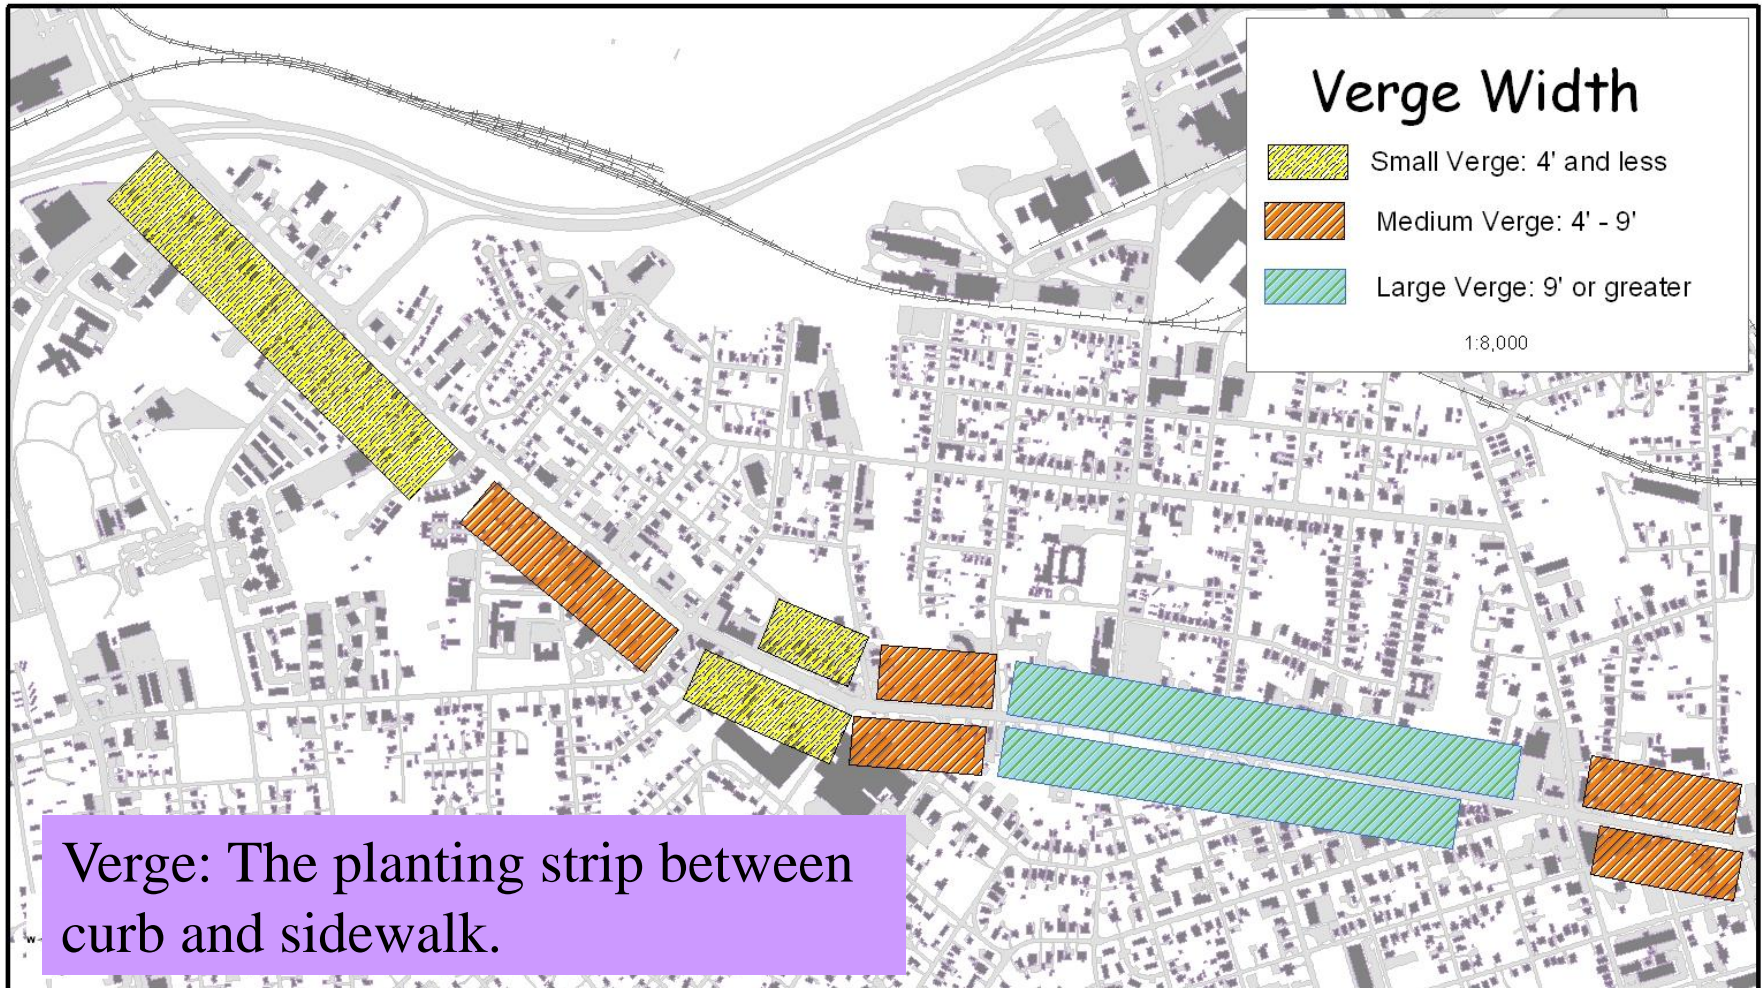 Verge Width
Small Verge: 4' and less
Medium Verge: 4' - 9'
Large Verge: 9' or greater
1:8,000
Verge: The planting strip between
curb and sidewalk.
w